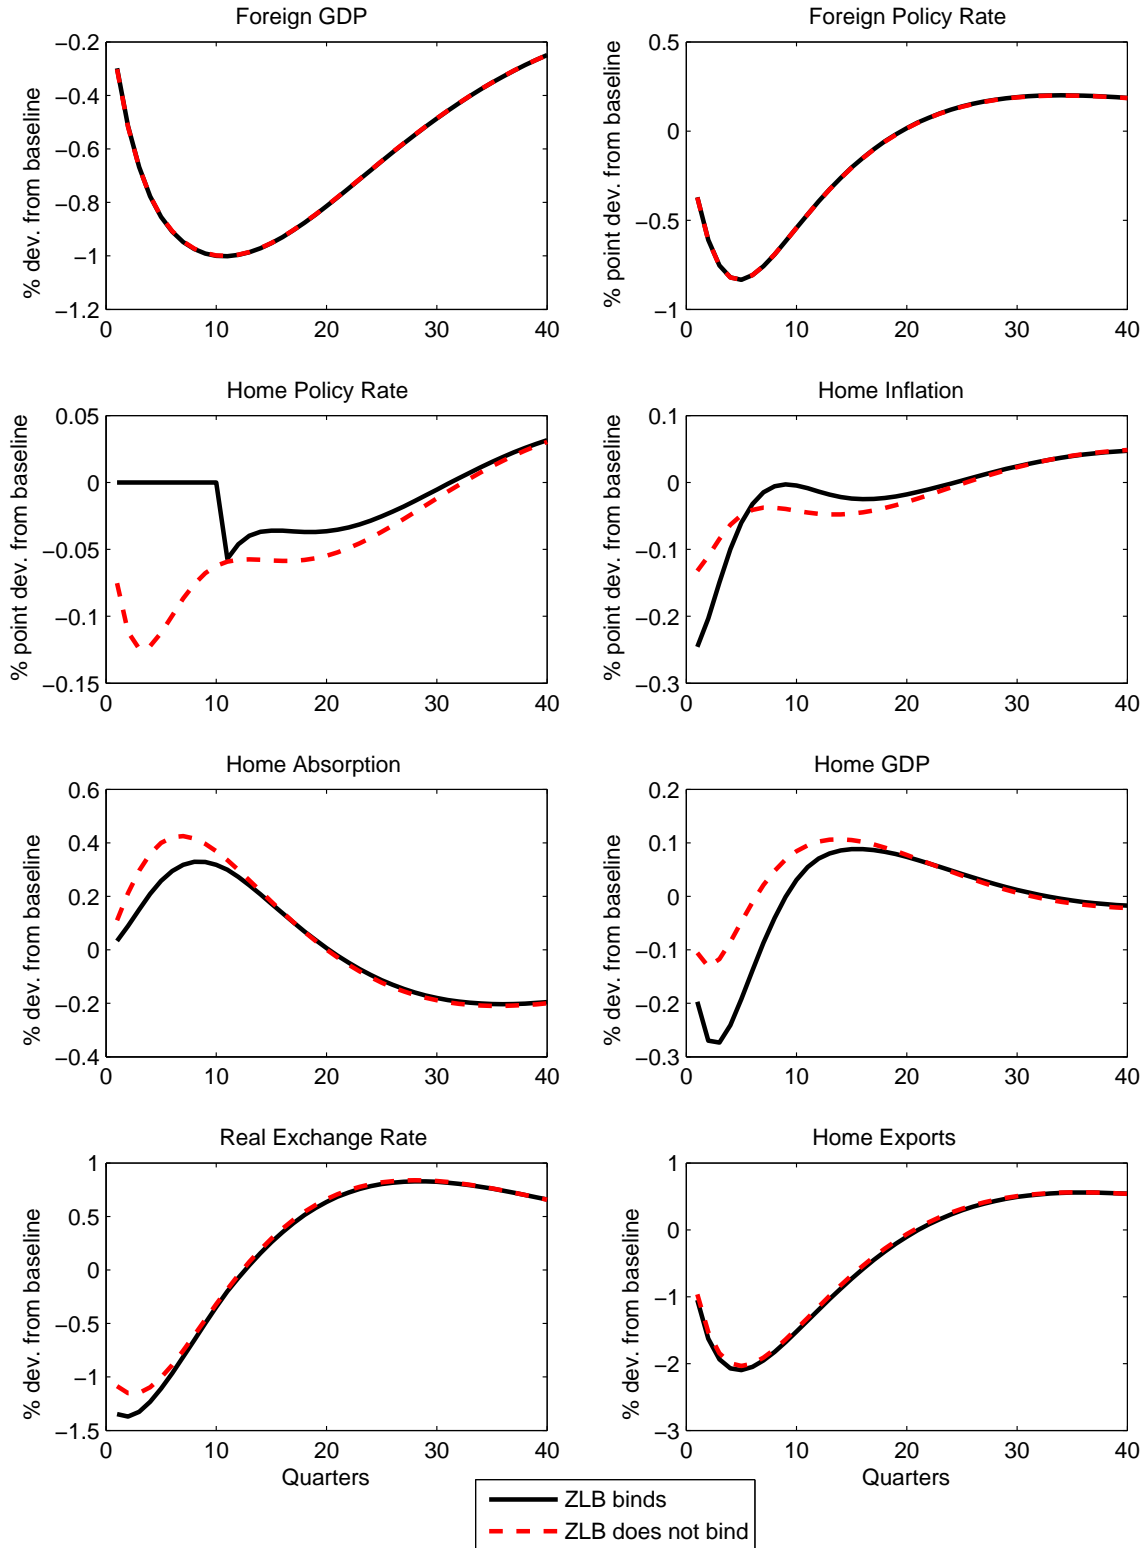 Foreign GDP
% dev. from baseline
−0.2
−0.4
−0.6
−0.8
−1
−1.2
0 10 20 30 40
Foreign Policy Rate
% point dev. from baseline
0.5
0
−0.5
−1
0 10 20 30 40
Home Policy Rate
% point dev. from baseline
0.05
0
−0.05
−0.1
−0.15
0 10 20 30 40
Home Inflation
% point dev. from baseline
0.1
0
−0.1
−0.2
−0.3
0 10 20 30 40
Home Absorption
% dev. from baseline
0.6
0.4
0.2
0
−0.2
−0.4
0 10 20 30 40
Home GDP
% dev. from baseline
0.2
0.1
0
−0.1
−0.2
−0.3
0 10 20 30 40
Real Exchange Rate
% dev. from baseline
1
0.5
0
−0.5
−1
−1.5
0 10 20 30 40
Quarters
Home Exports
% dev. from baseline
1
0
−1
−2
−3
0 10 20 30 40
Quarters
ZLB binds
ZLB does not bind